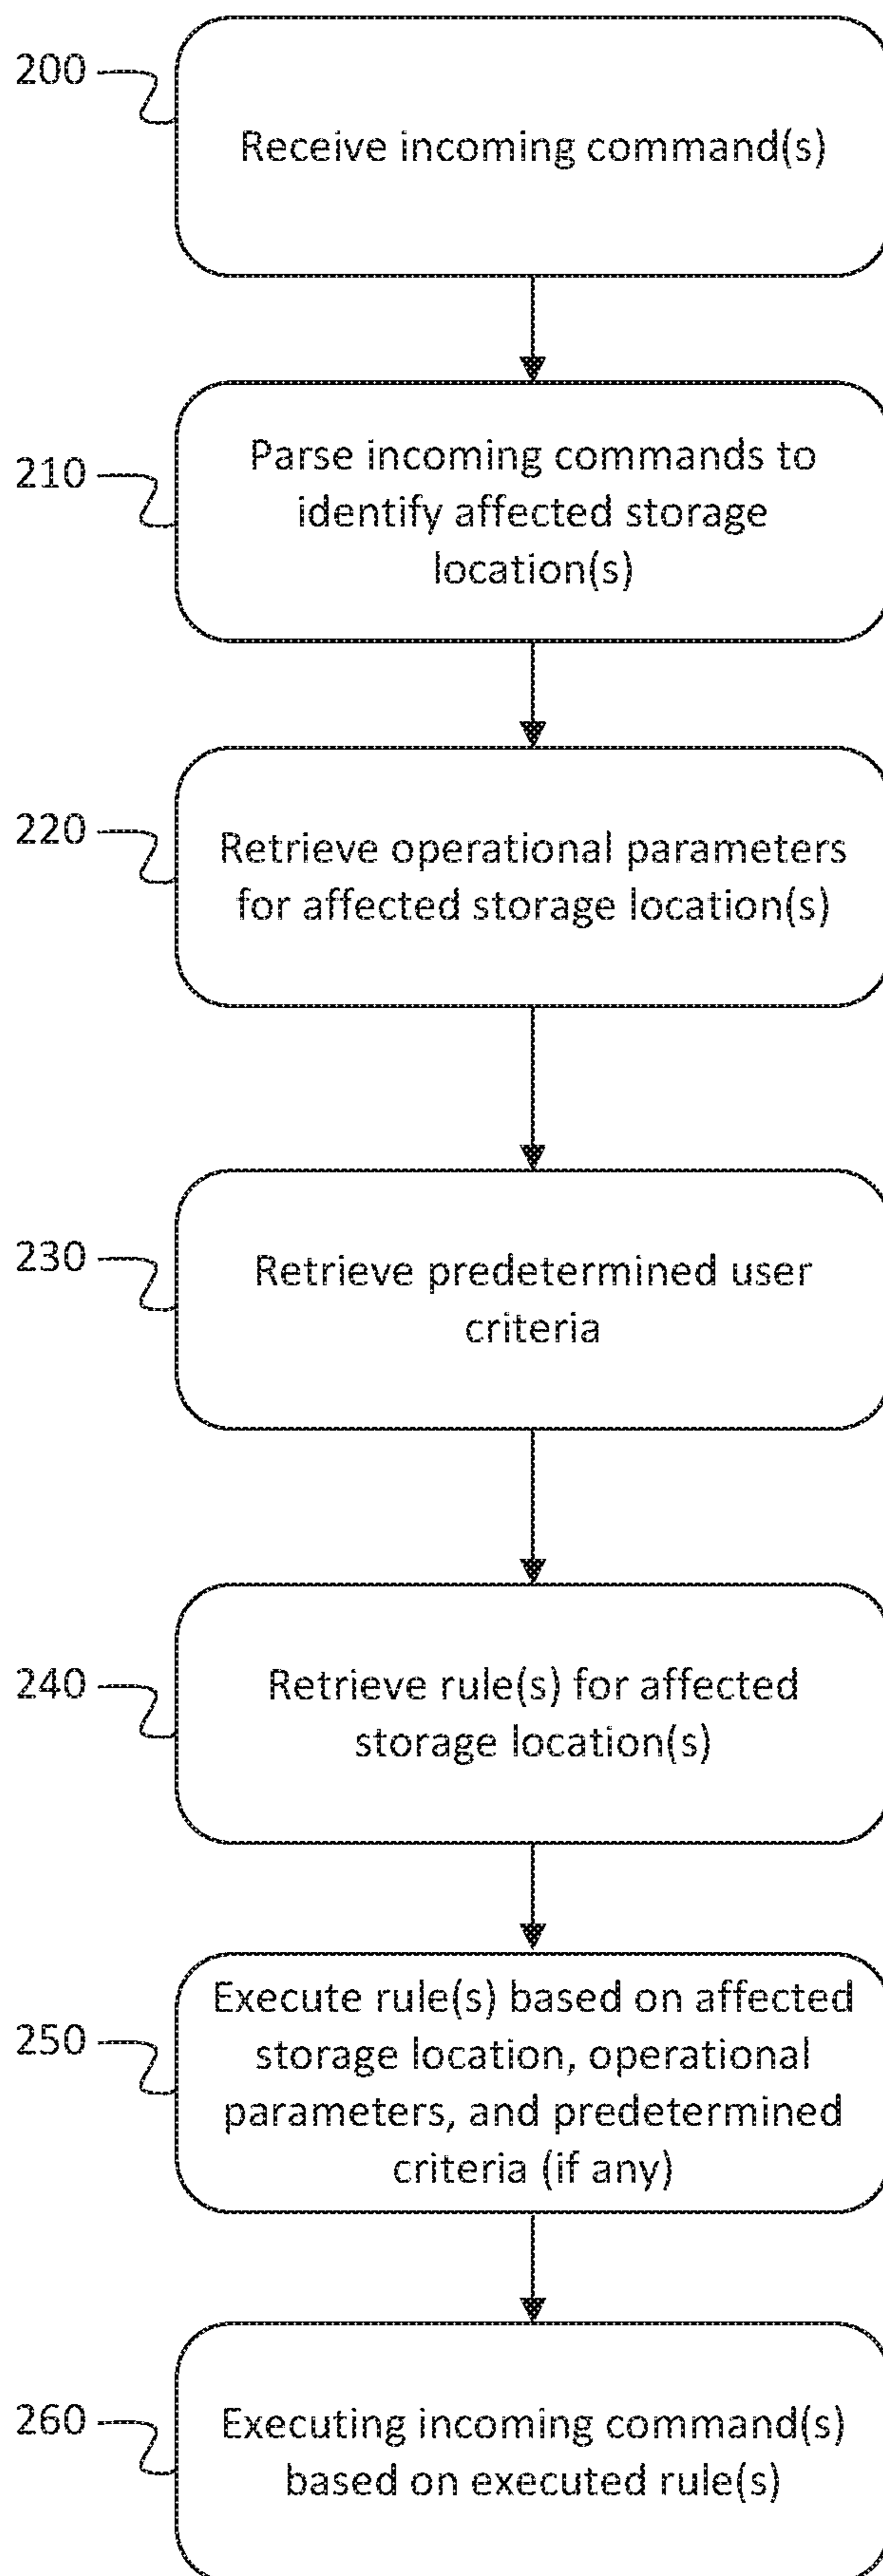 200
Receive incoming command(s)
210
Parse incoming commands to
identify affected storage
location(s)
220
Retrieve operational parameters
for affected storage location(s)
230
Retrieve predetermined user
criteria
240
Retrieve rule(s) for affected
storage location(s)
250
Execute rule(s) based on affected
storage location, operational
parameters, and predetermined
criteria (if any)
260
Executing incoming command(s)
based on executed rule(s)